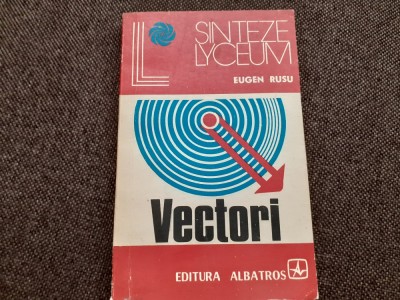 SINTEZE
LYCEUM
EUGEN RUSU
Vectori
EDITURA ALBATROS